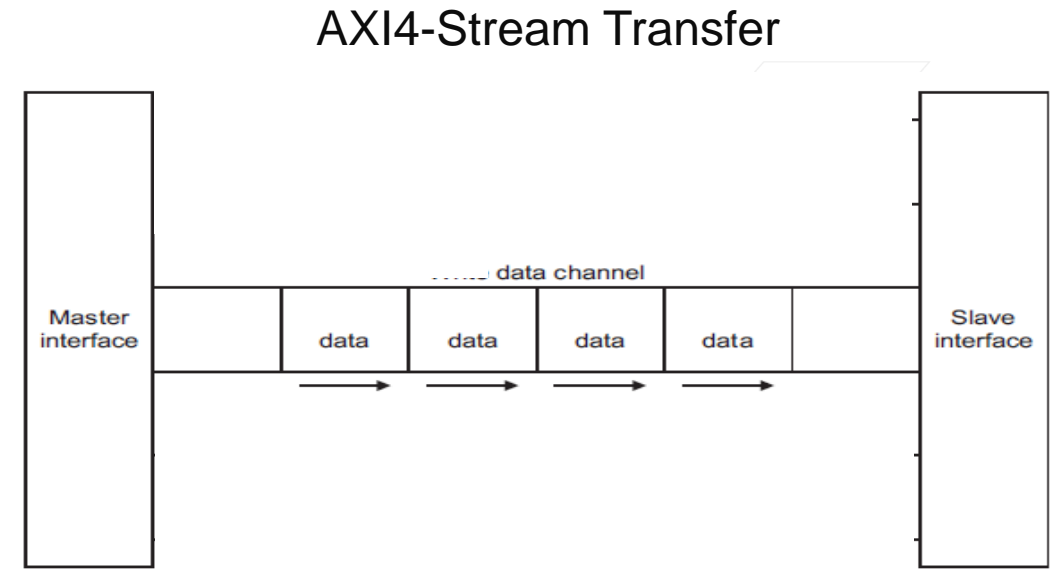 AXI4-Stream Transfer
data channel
Master
interface
data data data data
Slave
interface